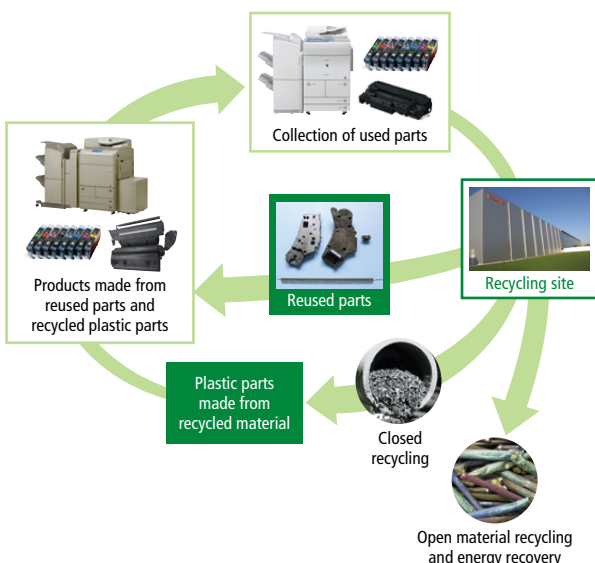 Collection of used parts
Products made from
reused parts and
recycled plastic parts
Reused parts
Recycling site
Plastic parts
made from
recycled material
Closed
recycling
Open material recycling
and energy recovery